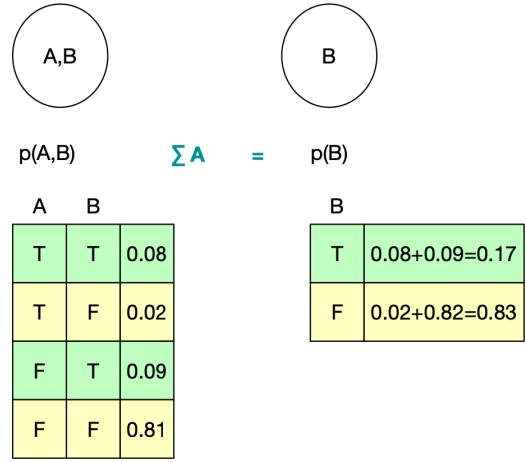 A,B B
p(A,B) ∑ A = p(B)
A B B
T T 0.08 T 0.08+0.09=0.17
T F 0.02 F 0.02+0.82=0.83
F T 0.09
F F 0.81